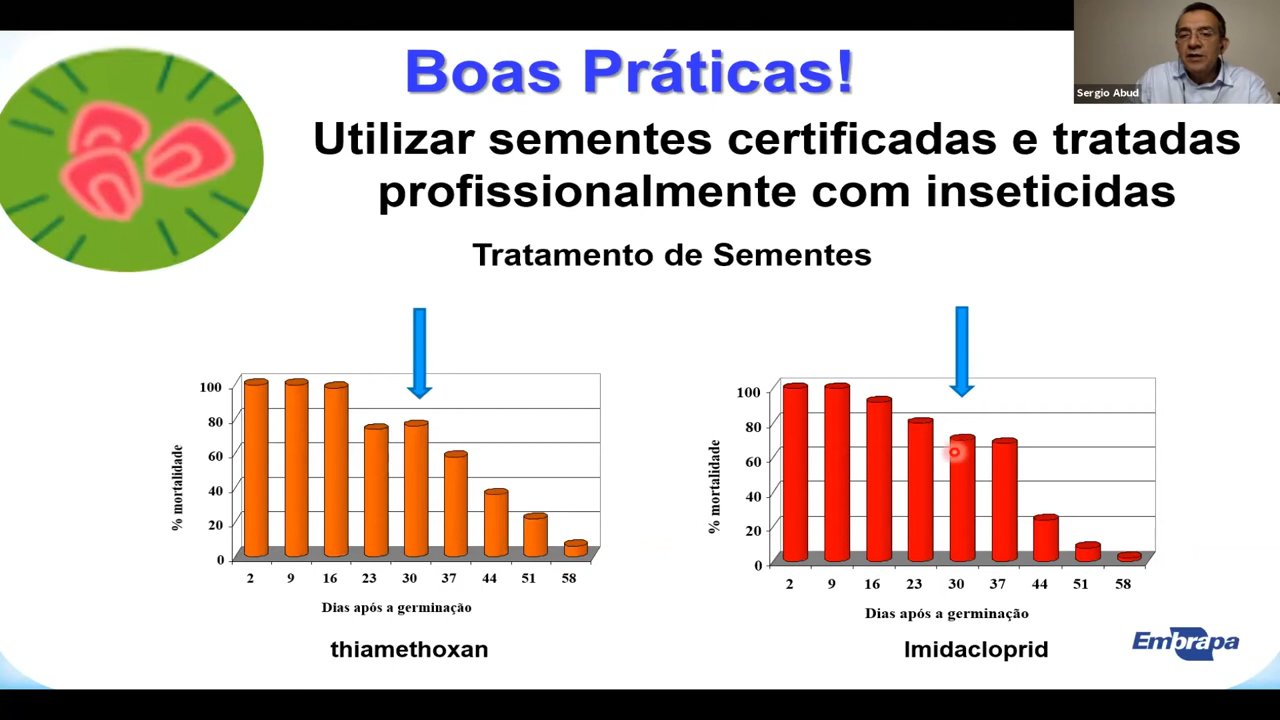 Boas Práticas!
Sergio Abud
Utilizar sementes certificadas e tratadas
profissionalmente com inseticidas
Tratamento de Sementes
100
80
60
40
20
0
% mortalidade
2 9 16 23 30 37 44 51 58
Dias após a germinação
thiamethoxan
100
80
60
40
20
0
% mortalidade
2 9 16 23 30 37 44 51 58
Dias após a germinação
Imidacloprid
Embrapa